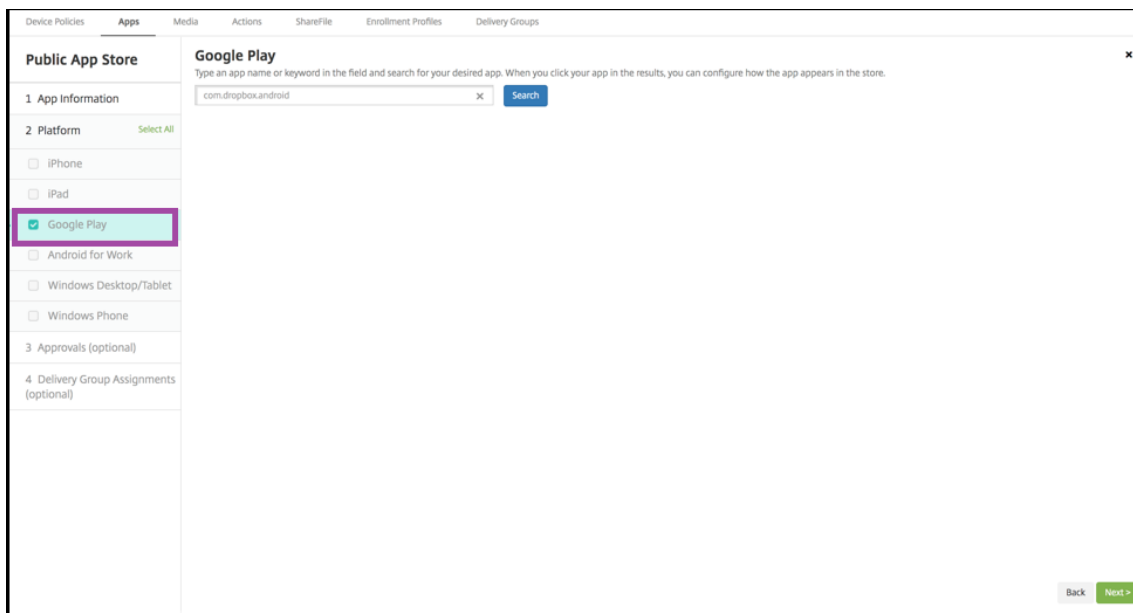 Device Policies Apps Media Actions ShareFile Enrollment Profiles Delivery Groups
Public App Store
1 App Information
2 Platform Select All
iPhone
iPad
Google Play
Android for Work
Windows Desktop/Tablet
Windows Phone
3 Approvals (optional)
4 Delivery Group Assignments
(optional)
Google Play
Type an app name or keyword in the field and search for your desired app. When you click your app in the results, you can configure how the app appears in the store.
com.dropbox.android Search
Back Next >